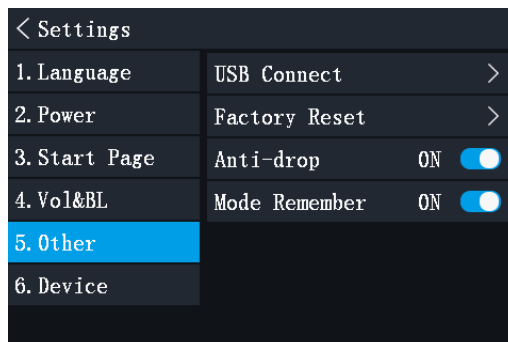 < Settings
1. Language
2. Power
3. Start Page
4. Vol&BL
5. Other
6. Device
USB Connect >
Factory Reset >
Anti-drop ON
Mode Remember ON